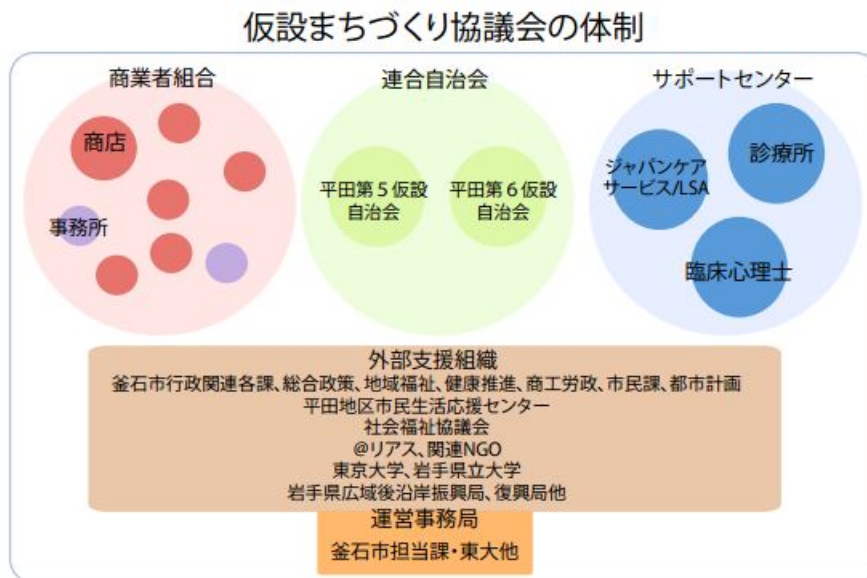 仮設まちづくり協議会の体制
商業者組合
連合自治会
サポートセンター
商店
事務所
平田第5仮設
自治会
平田第6仮設
自治会
ジャパンケア
サービス/LSA
診療所
臨床心理士
外部支援組織
釜石市行政関連各課、総合政策、地域福祉、健康推進、商工労政、市民課、都市計画
平田地区市民生活応援センター
社会福祉協議会
@リアス、関連NGO
東京大学、岩手県立大学
岩手県広域後沿岸振興局、復興局他
運営事務局
釜石市担当課・東大他